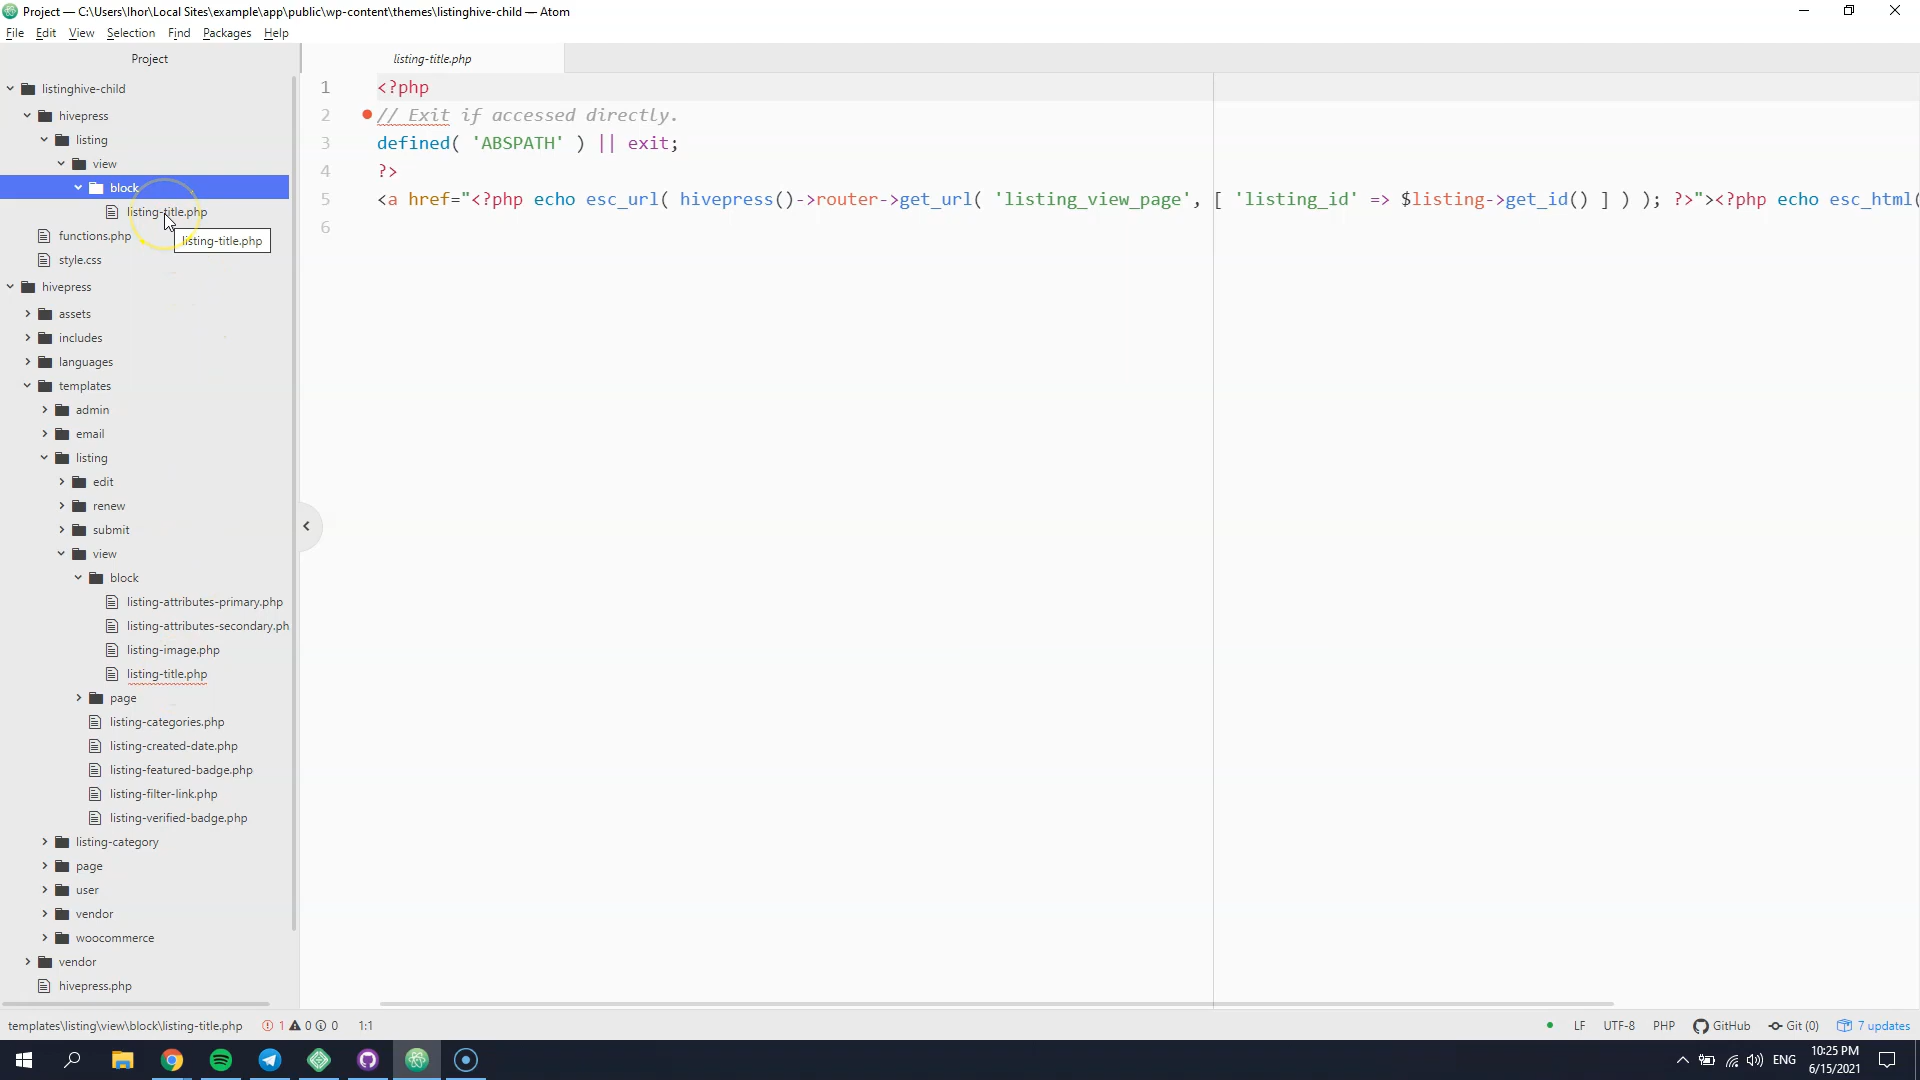 Project — C:\Users\Ihor\Local Sites\example\app\public\wp-content\themes\listinghive-child — Atom
File Edit View Selection Find Packages Help
Project
listinghive-child
hivepress
listing
view
block
listing-title.php
listing-title.php
functions.php
style.css
hivepress
assets
includes
languages
templates
admin
email
listing
edit
renew
submit
view
block
listing-attributes-primary.php
listing-attributes-secondary.ph
listing-image.php
listing-title.php
page
listing-categories.php
listing-created-date.php
listing-featured-badge.php
listing-filter-link.php
listing-verified-badge.php
listing-category
page
user
vendor
woocommerce
vendor
hivepress.php
listing-title.php
1 <?php
2 // Exit if accessed directly.
3 defined( 'ABSPATH' ) || exit;
4 ?>
5 <a href="<?php echo esc_url( hivepress()->router->get_url( 'listing_view_page', [ 'listing_id' => $listing->get_id() ] ) ); ?>"><?php echo esc_html(
6
templates\listing\view\block\listing-title.php 1 0 0 1:1
LF UTF-8 PHP GitHub Git (0) 7 updates
ENG
10:25 PM
6/15/2021